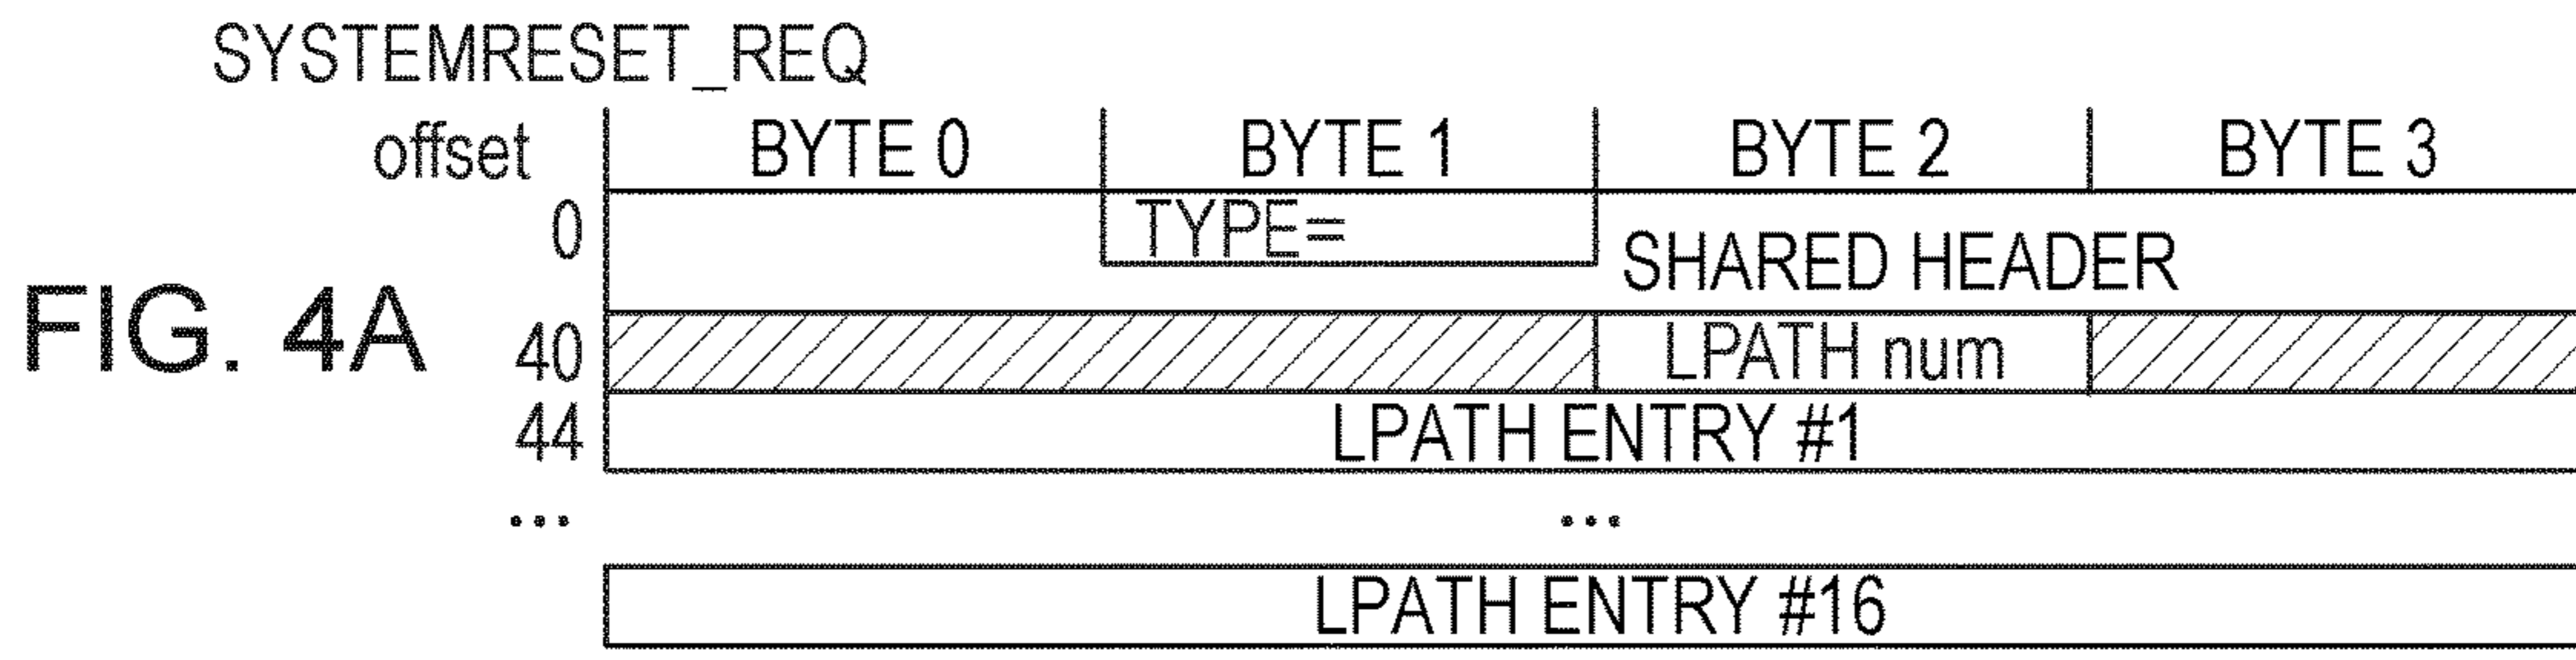 SYSTEMRESET_REQ
offset BYTE 0 BYTE 1 BYTE 2 BYTE 3
0 TYPE=
SHARED HEADER
FIG. 4A
40 LPATH num
44 LPATH ENTRY #1
... ...
LPATH ENTRY #16